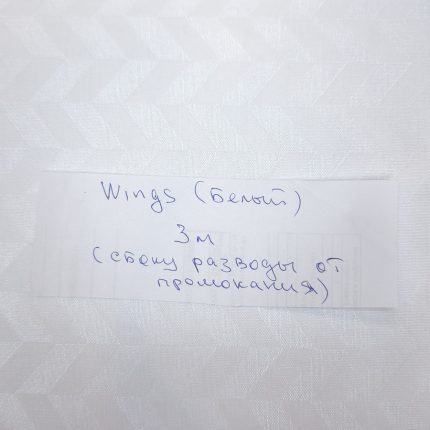 Wings (Белый)
3м
(сбоку разводы от
промокания)